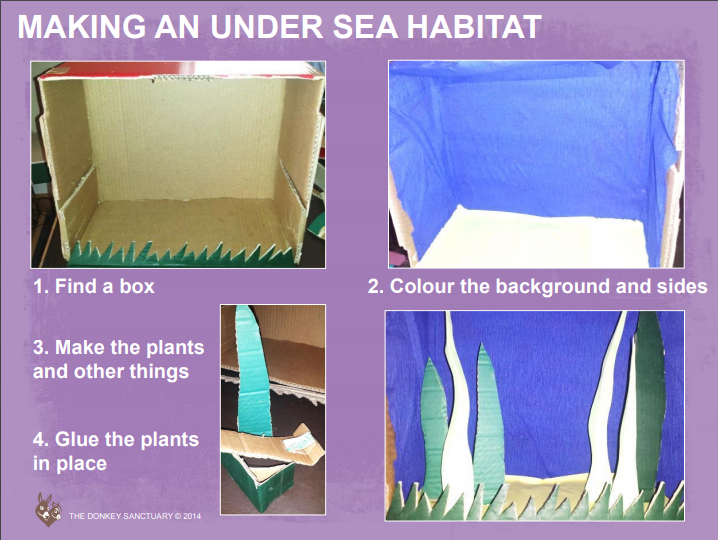 MAKING AN UNDER SEA HABITAT
1. Find a box
2. Colour the background and sides
3. Make the plants
and other things
4. Glue the plants
in place
THE DONKEY SANCTUARY © 2014